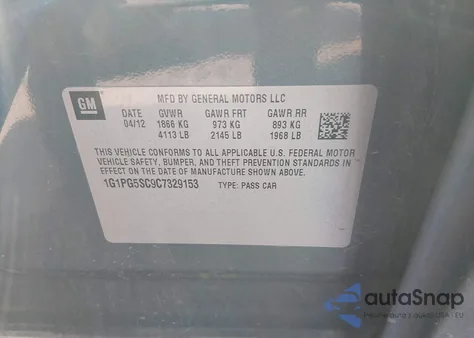 GM
MFD BY GENERAL MOTORS LLC
DATE GVWR GAWR FRT GAWR RR
04/12 1866 KG 973 KG 893 KG
4113 LB 2145 LB 1968 LB
THIS VEHICLE CONFORMS TO ALL APPLICABLE U.S. FEDERAL MOTOR
VEHICLE SAFETY, BUMPER, AND THEFT PREVENTION STANDARDS IN
EFFECT ON THE DATE OF MANUFACTURE SHOWN ABOVE.
1G1PG5SC9C7329153 TYPE: PASS CAR
autaSnap